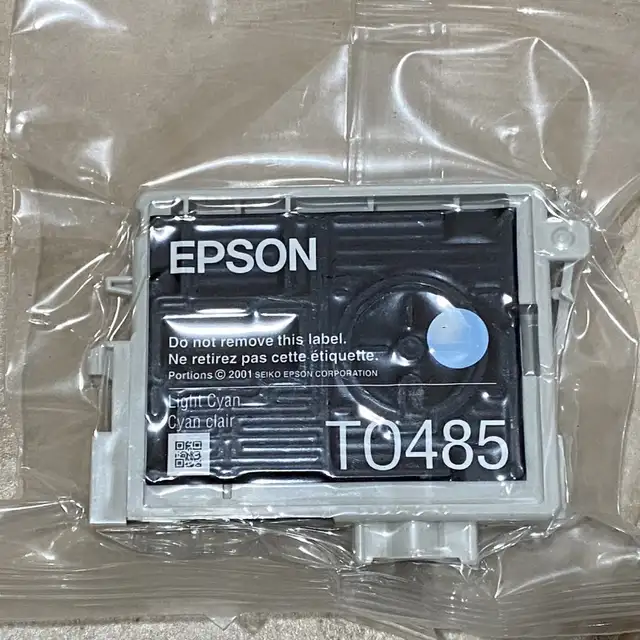 EPSON
Do not remove this label.
Ne retirez pas cette étiquette.
Portions © 2001 SEIKO EPSON CORPORATION
Light Cyan
Cyan clair
T0485